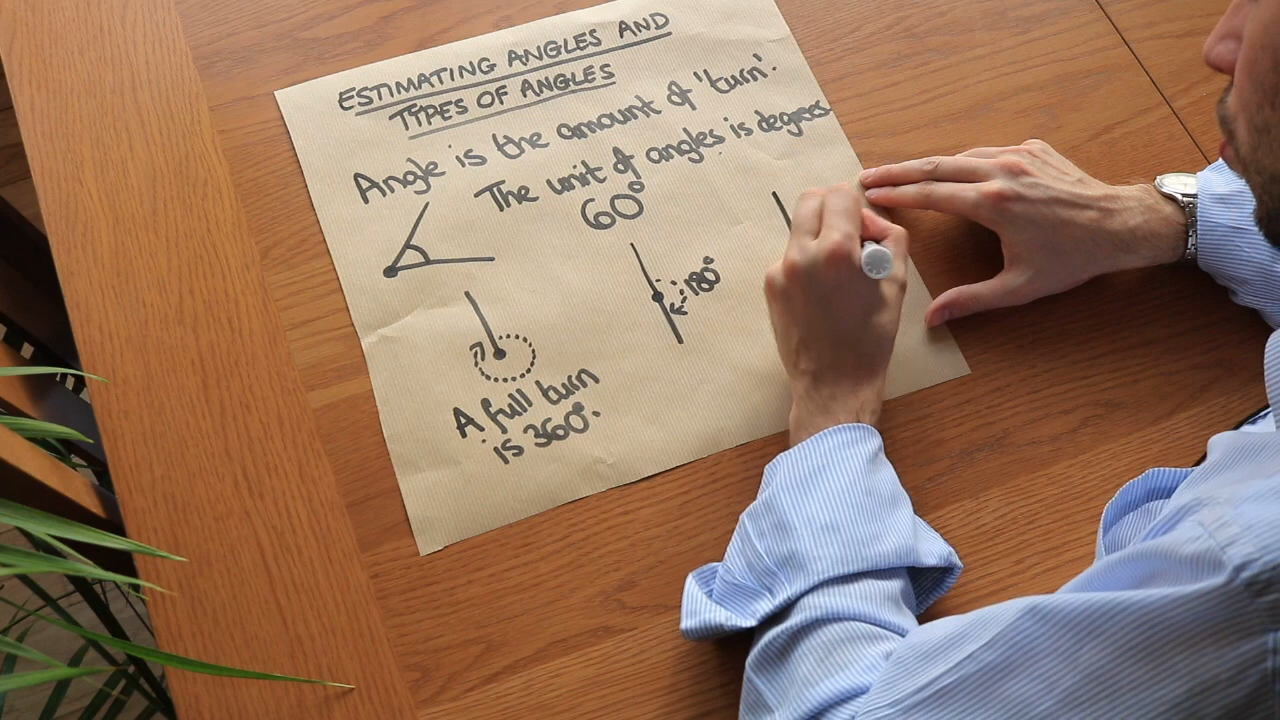 ESTIMATING ANGLES AND
TYPES OF ANGLES
Angle is the amount of 'turn'.
The unit of angles is degrees
60°
180°
A full turn
is 360°.